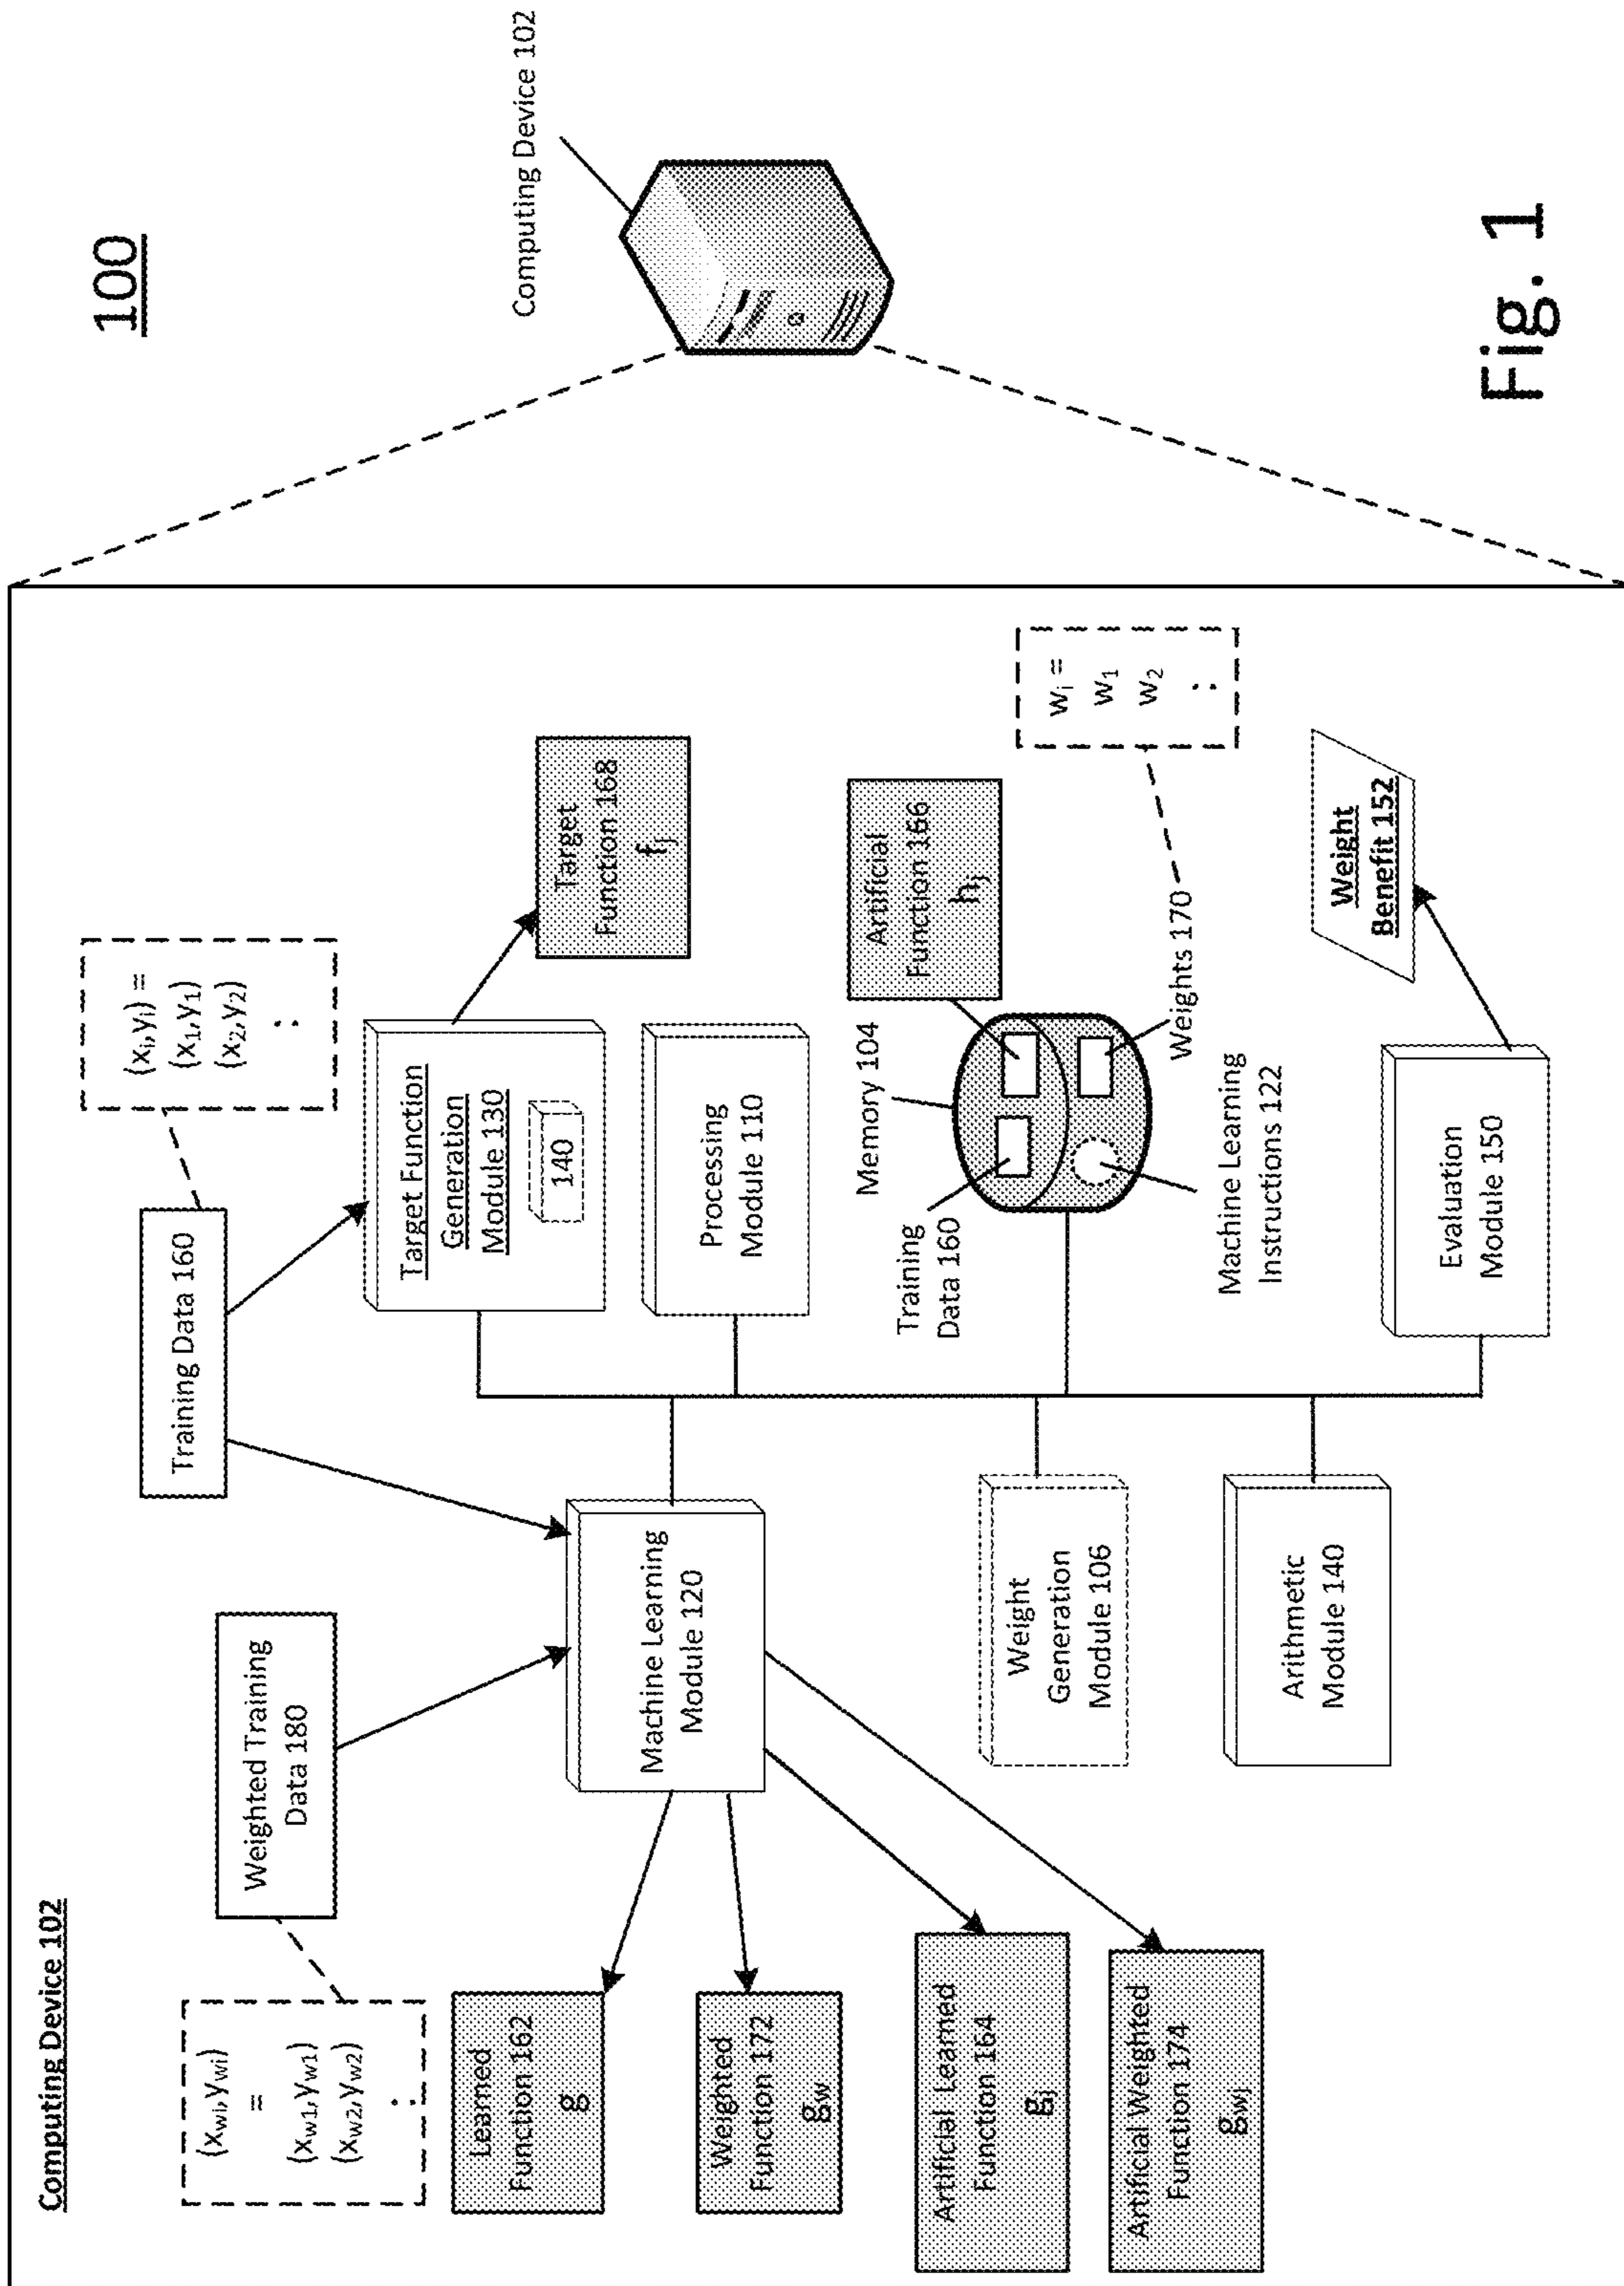 100
Computing Device 102
Computing Device 102
Fig. 1
(xwi,ywi)
=
(xw1,yw1)
(xw2,yw2)
:
Weighted Training
Data 180
Training Data 160
(xi,yi) =
(x1,y1)
(x2,y2)
:
Learned
Function 162
g
Weighted
Function 172
gw
Artificial Learned
Function 164
gj
Artificial Weighted
Function 174
gwj
Machine Learning
Module 120
Weight
Generation
Module 106
Arithmetic
Module 140
Target Function
Generation
Module 130
140
Target
Function 168
fj
Processing
Module 110
Memory 104
Training
Data 160
Artificial
Function 166
hj
Weights 170
Machine Learning
Instructions 122
wi =
w1
w2
:
Evaluation
Module 150
Weight
Benefit 152